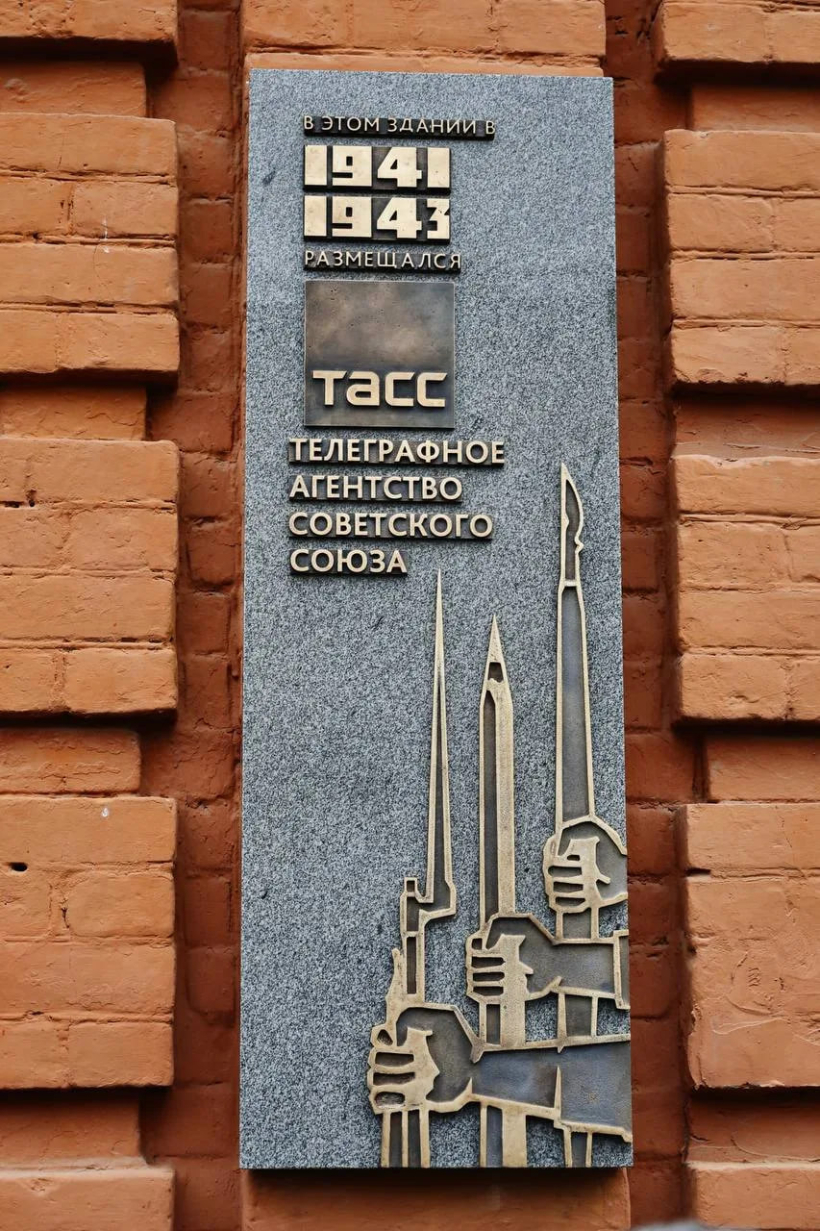 В ЭТОМ ЗДАНИИ В
1941
1943
РАЗМЕЩАЛСЯ
ТАСС
ТЕЛЕГРАФНОЕ
АГЕНТСТВО
СОВЕТСКОГО
СОЮЗА